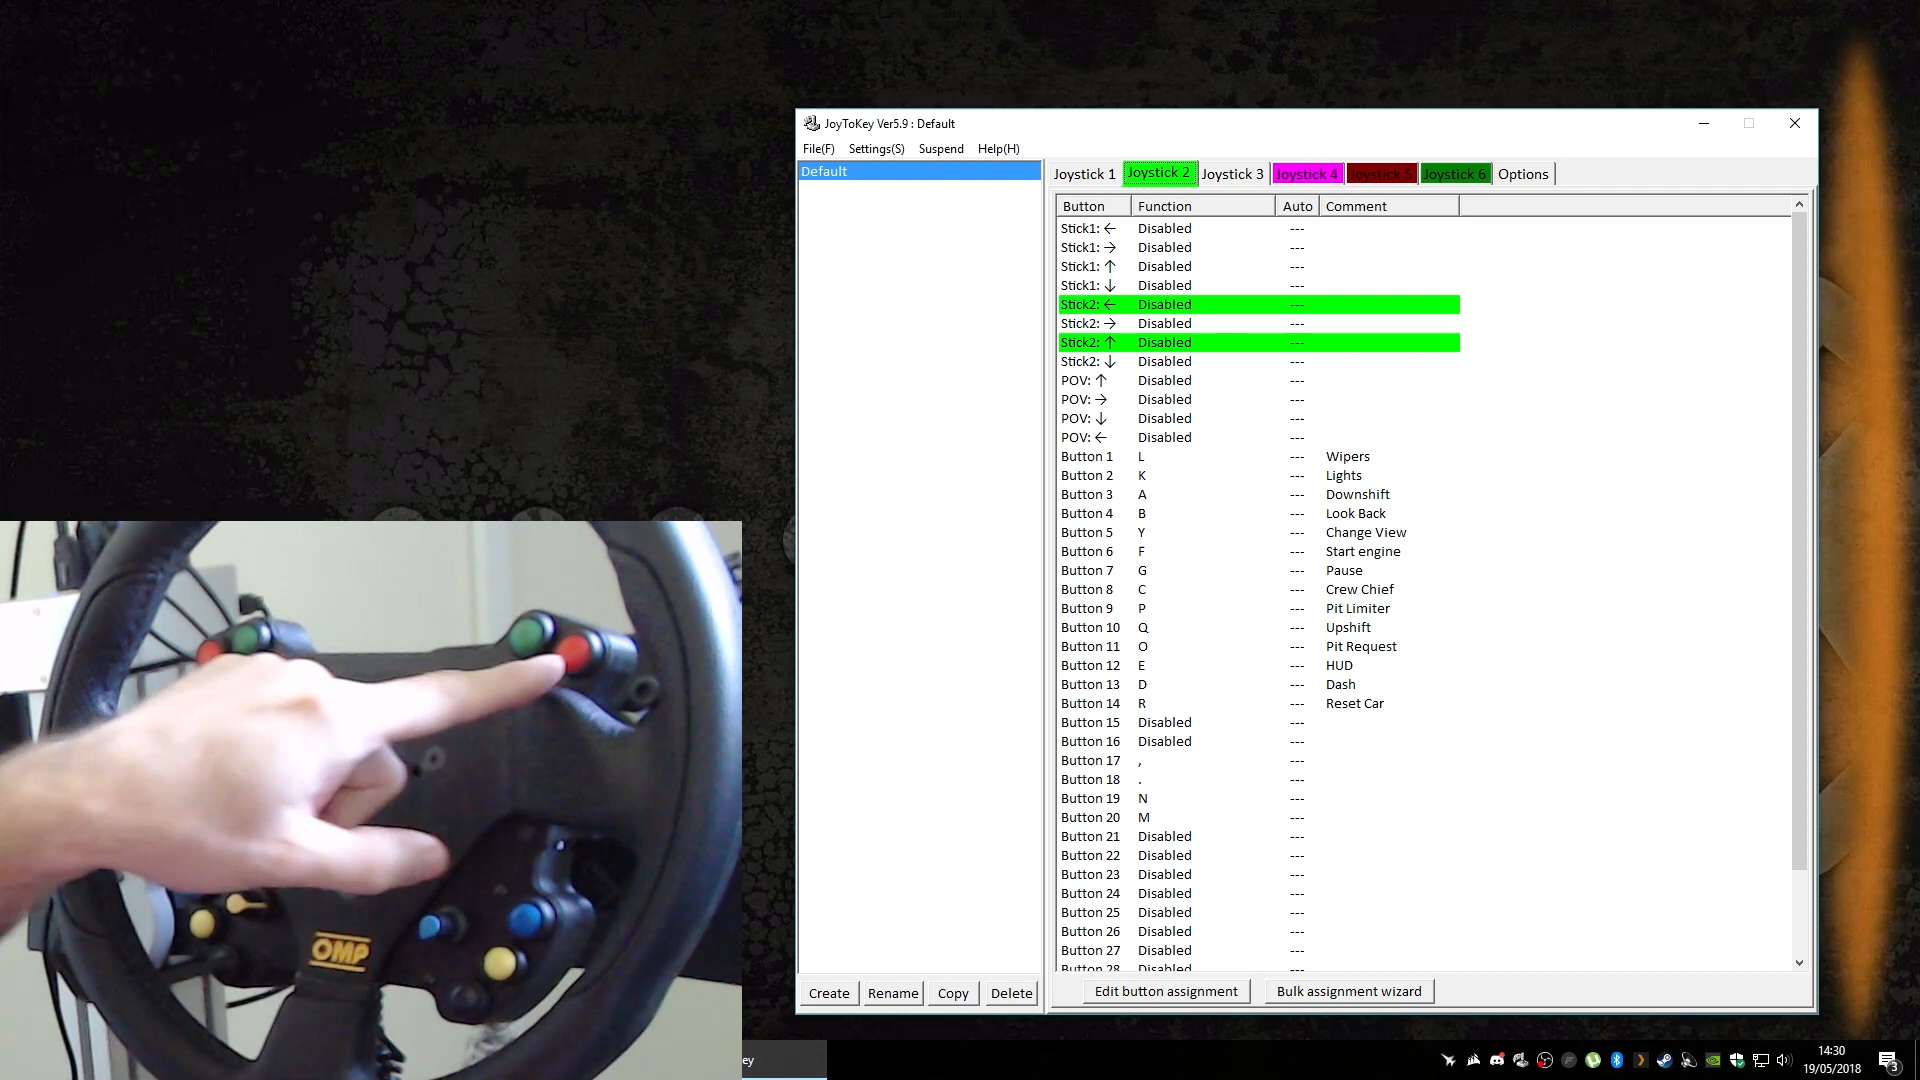 JoyToKey Ver5.9 : Default
File(F) Settings(S) Suspend Help(H)
Default
Joystick 1 Joystick 2 Joystick 3 Joystick 4 Joystick 5 Joystick 6 Options
Button Function Auto Comment
Stick1: ← Disabled ---
Stick1: → Disabled ---
Stick1: ↑ Disabled ---
Stick1: ↓ Disabled ---
Stick2: ← Disabled ---
Stick2: → Disabled ---
Stick2: ↑ Disabled ---
Stick2: ↓ Disabled ---
POV: ↑ Disabled ---
POV: → Disabled ---
POV: ↓ Disabled ---
POV: ← Disabled ---
Button 1 L --- Wipers
Button 2 K --- Lights
Button 3 A --- Downshift
Button 4 B --- Look Back
Button 5 Y --- Change View
Button 6 F --- Start engine
Button 7 G --- Pause
Button 8 C --- Crew Chief
Button 9 P --- Pit Limiter
Button 10 Q --- Upshift
Button 11 O --- Pit Request
Button 12 E --- HUD
Button 13 D --- Dash
Button 14 R --- Reset Car
Button 15 Disabled ---
Button 16 Disabled ---
Button 17 , ---
Button 18 . ---
Button 19 N ---
Button 20 M ---
Button 21 Disabled ---
Button 22 Disabled ---
Button 23 Disabled ---
Button 24 Disabled ---
Button 25 Disabled ---
Button 26 Disabled ---
Button 27 Disabled ---
Button 28 Disabled ---
Create Rename Copy Delete
Edit button assignment Bulk assignment wizard
OMP
ey
14:30
19/05/2018
3